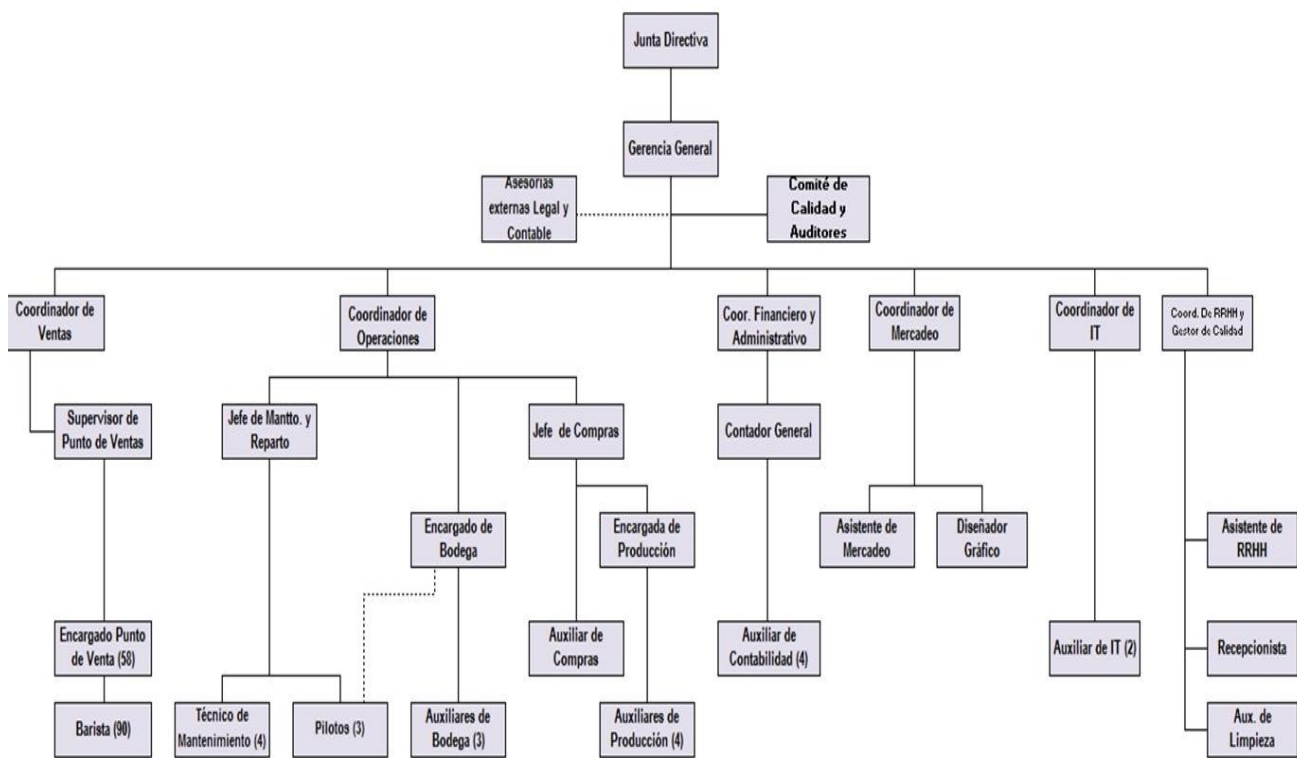 Junta Directiva
Gerencia General
Asesorías
externas Legal y
Contable
Comité de
Calidad y
Auditores
Coordinador de
Ventas
Coordinador de
Operaciones
Coor. Financiero y
Administrativo
Coordinador de
Mercadeo
Coordinador de
IT
Coord. De RRHH y
Gestor de Calidad
Supervisor de
Punto de Ventas
Jefe de Mantto. y
Reparto
Jefe de Compras
Contador General
Encargado de
Bodega
Encargada de
Producción
Asistente de
Mercadeo
Diseñador
Gráfico
Asistente de
RRHH
Encargado Punto
de Venta (58)
Auxiliar de
Compras
Auxiliar de
Contabilidad (4)
Auxiliar de IT (2)
Recepcionista
Barista (90)
Técnico de
Mantenimiento (4)
Pilotos (3)
Auxiliares de
Bodega (3)
Auxiliares de
Producción (4)
Aux. de
Limpieza